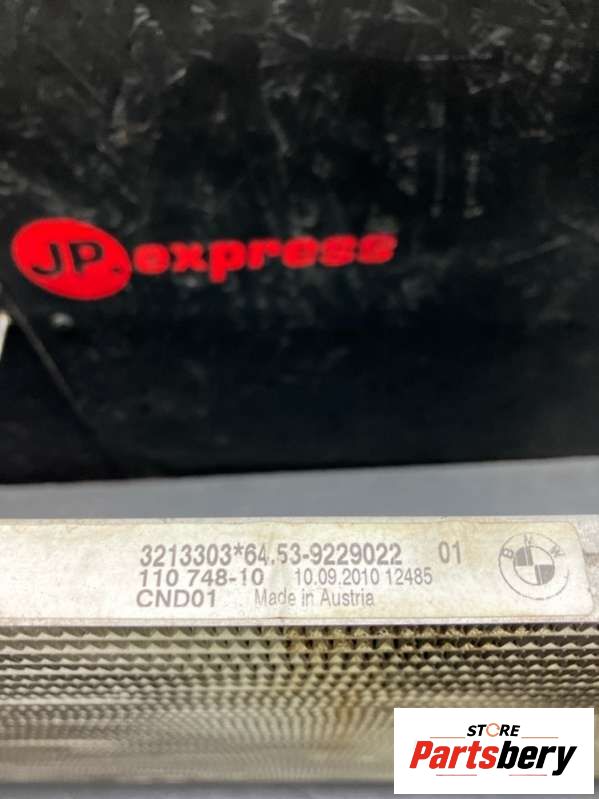 JP. express
3213303*64.53-9229022 01
110 748-10 10.09.2010 12485
CND01 Made in Austria
BMW
STORE
Partsbery